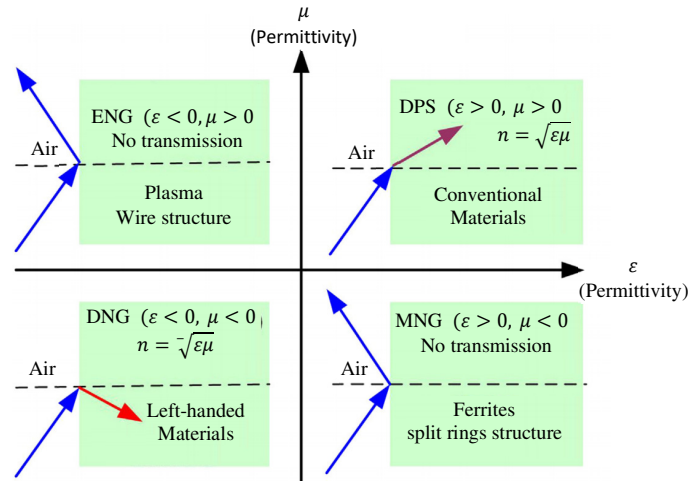 μ
(Permittivity)
ENG (ε < 0, μ > 0
No transmission
Air
Plasma
Wire structure
DPS (ε > 0, μ > 0
n = √εμ
Air
Conventional
Materials
ε
(Permittivity)
DNG (ε < 0, μ < 0 (
n = ⁻√εμ
Air
Left-handed
Materials
MNG (ε > 0, μ < 0
No transmission
Air
Ferrites
split rings structure